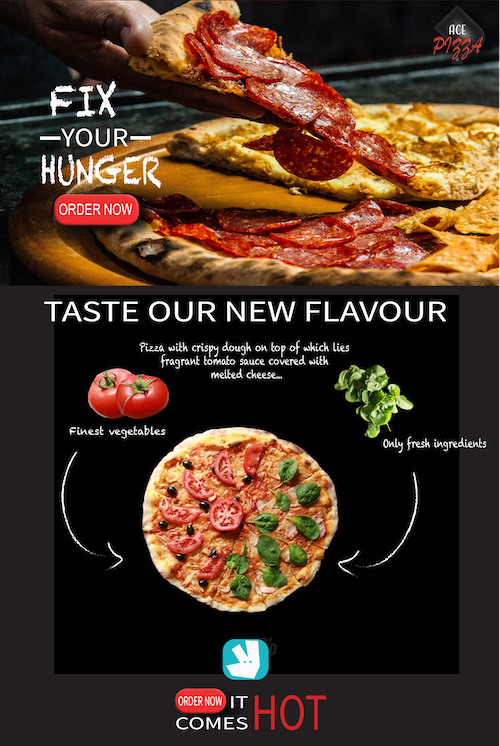 ACE
PIZZA
FIX
YOUR
HUNGER
ORDER NOW
TASTE OUR NEW FLAVOUR
Pizza with crispy dough on top of which lies
fragrant tomato sauce covered with
melted cheese...
Finest vegetables
Only fresh ingredients
ORDER NOW IT
COMES HOT